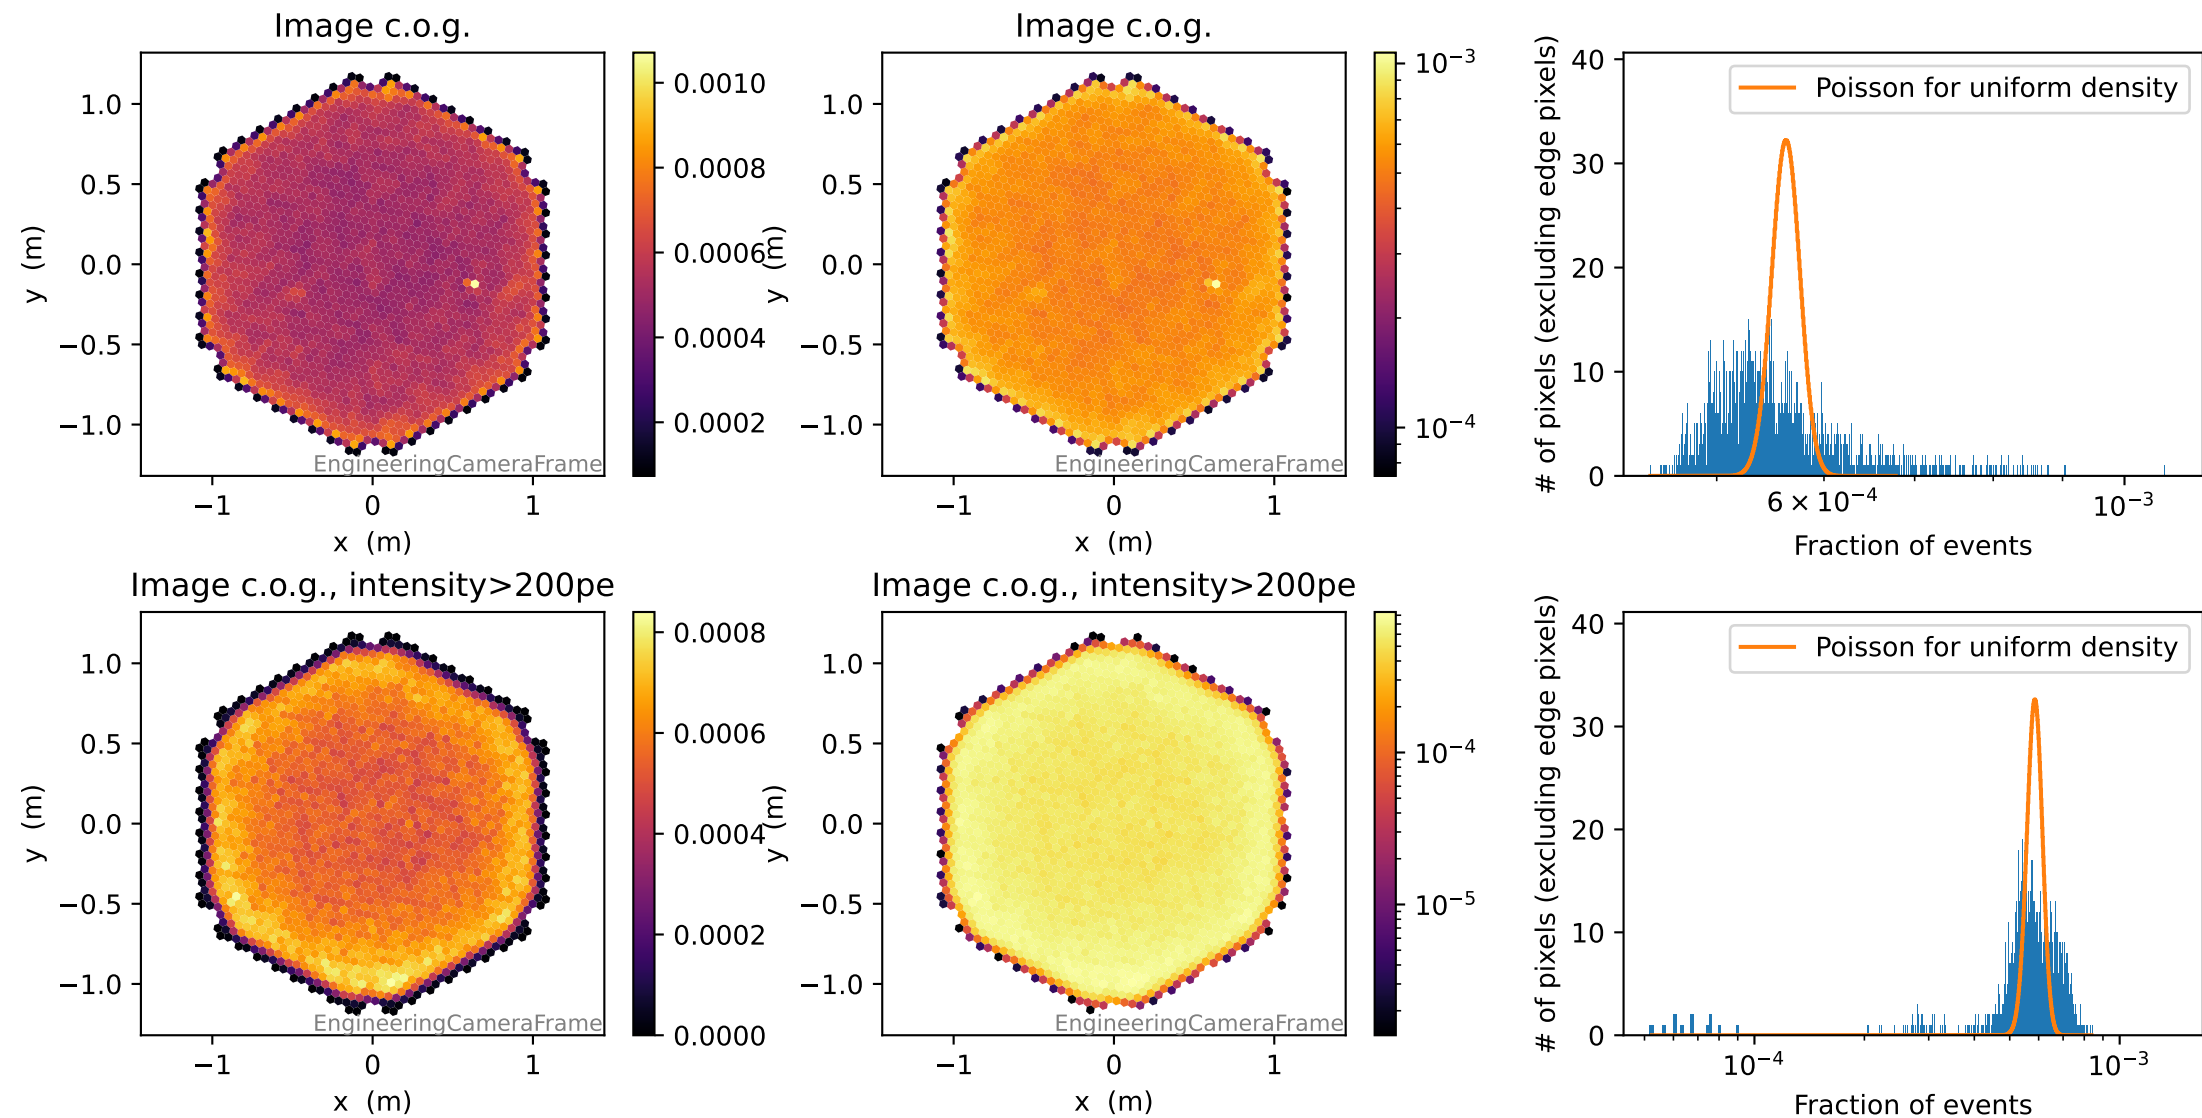 Image c.o.g.
1.0
0.5
0.0
−0.5
−1.0
y (m)
−1
0
1
x (m)
EngineeringCameraFrame
0.0010
0.0008
0.0006
0.0004
0.0002
Image c.o.g.
1.0
0.5
0.0
−0.5
−1.0
y (m)
−1
0
1
x (m)
EngineeringCameraFrame
10−3
10−4
# of pixels (excluding edge pixels)
40
30
20
10
0
Poisson for uniform density
6 × 10−4
10−3
Fraction of events
Image c.o.g., intensity>200pe
1.0
0.5
0.0
−0.5
−1.0
y (m)
−1
0
1
x (m)
EngineeringCameraFrame
0.0008
0.0006
0.0004
0.0002
0.0000
Image c.o.g., intensity>200pe
1.0
0.5
0.0
−0.5
−1.0
y (m)
−1
0
1
x (m)
EngineeringCameraFrame
10−4
10−5
# of pixels (excluding edge pixels)
40
30
20
10
0
Poisson for uniform density
10−4
10−3
Fraction of events